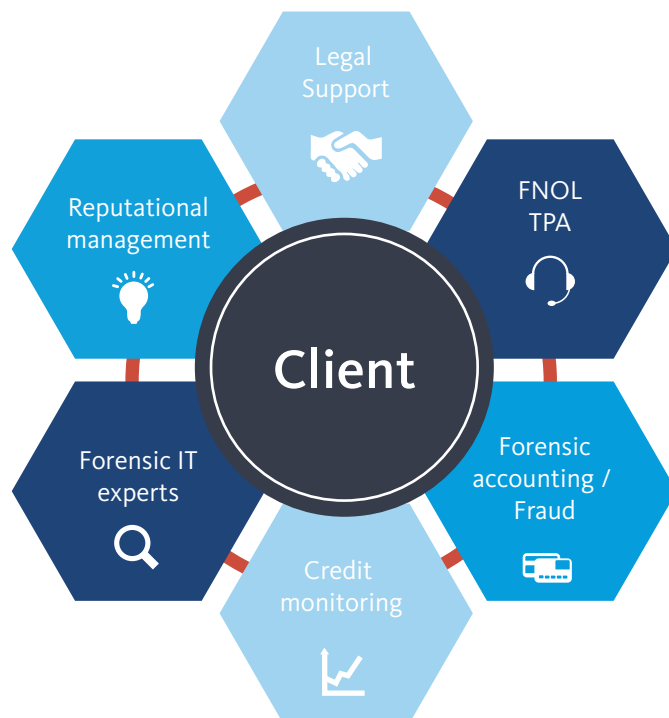 Legal
Support
FNOL
TPA
Reputational
management
Client
Forensic
accounting /
Fraud
Forensic IT
experts
Credit
monitoring